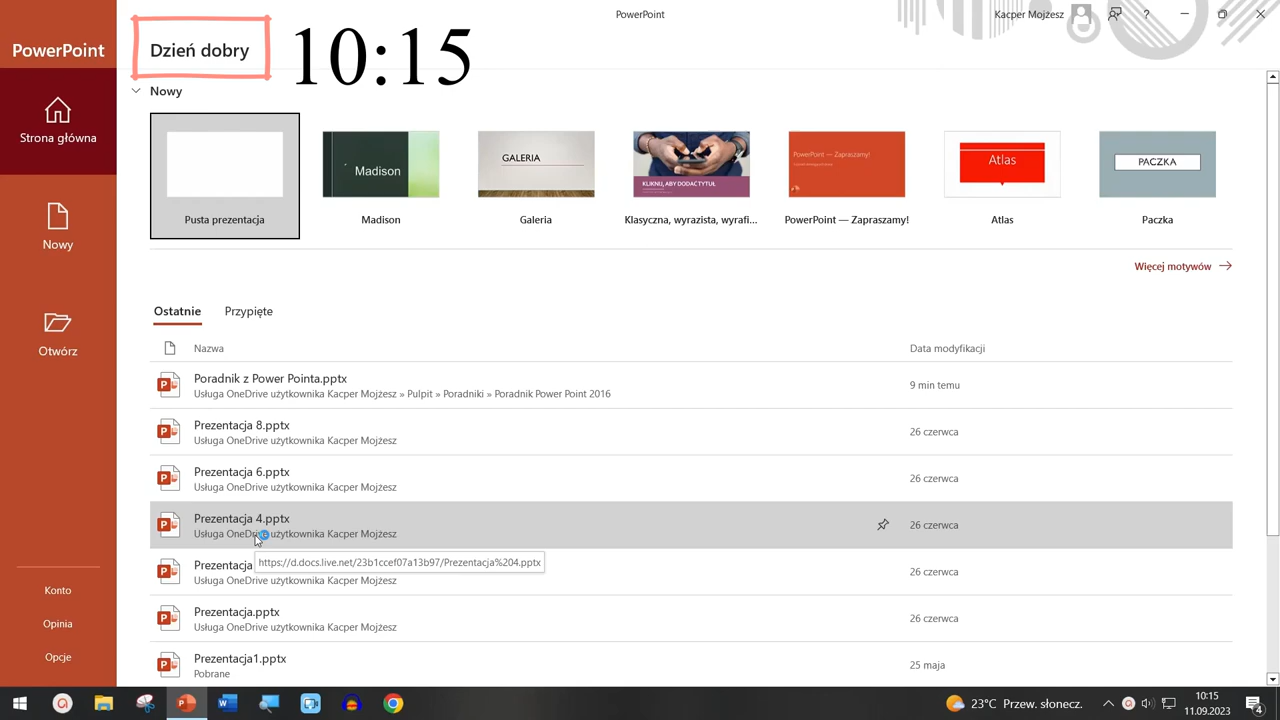 PowerPoint
Kacper Mojżesz
?
PowerPoint
Dzień dobry
10:15
Nowy
Strona główna
Nowy
Otwórz
Konto
Opinia
Opcje
Madison
GALERIA
KLIKNIJ, ABY DODAĆ TYTUŁ
PowerPoint — Zapraszamy!
Atlas
PACZKA
Pusta prezentacja
Madison
Galeria
Klasyczna, wyrazista, wyrafi...
PowerPoint — Zapraszamy!
Atlas
Paczka
Więcej motywów
Ostatnie
Przypięte
Nazwa
Data modyfikacji
Poradnik z Power Pointa.pptx
Usługa OneDrive użytkownika Kacper Mojżesz » Pulpit » Poradniki » Poradnik Power Point 2016
9 min temu
Prezentacja 8.pptx
Usługa OneDrive użytkownika Kacper Mojżesz
26 czerwca
Prezentacja 6.pptx
Usługa OneDrive użytkownika Kacper Mojżesz
26 czerwca
Prezentacja 4.pptx
Usługa OneDrive użytkownika Kacper Mojżesz
26 czerwca
https://d.docs.live.net/23b1ccef07a13b97/Prezentacja%204.pptx
Prezentacja
Usługa OneDrive użytkownika Kacper Mojżesz
26 czerwca
Prezentacja.pptx
Usługa OneDrive użytkownika Kacper Mojżesz
26 czerwca
Prezentacja1.pptx
Pobrane
25 maja
23°C Przew. słonecz.
10:15
11.09.2023
4